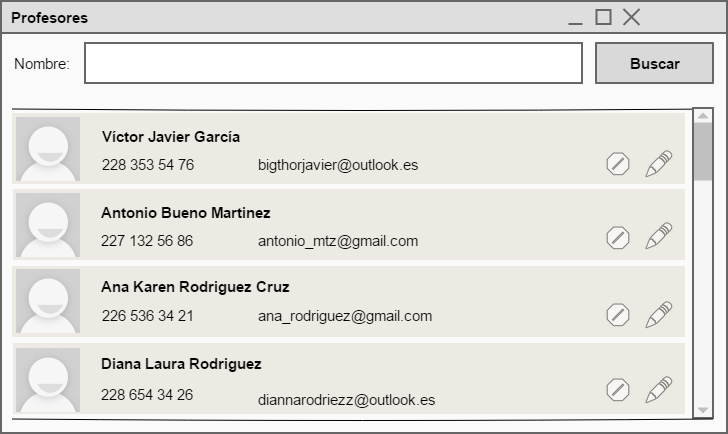 Profesores
Nombre:
Buscar
Víctor Javier García
228 353 54 76 bigthorjavier@outlook.es
Antonio Bueno Martinez
227 132 56 86 antonio_mtz@gmail.com
Ana Karen Rodriguez Cruz
226 536 34 21 ana_rodriguez@gmail.com
Diana Laura Rodriguez
228 654 34 26 diannarodriezz@outlook.es